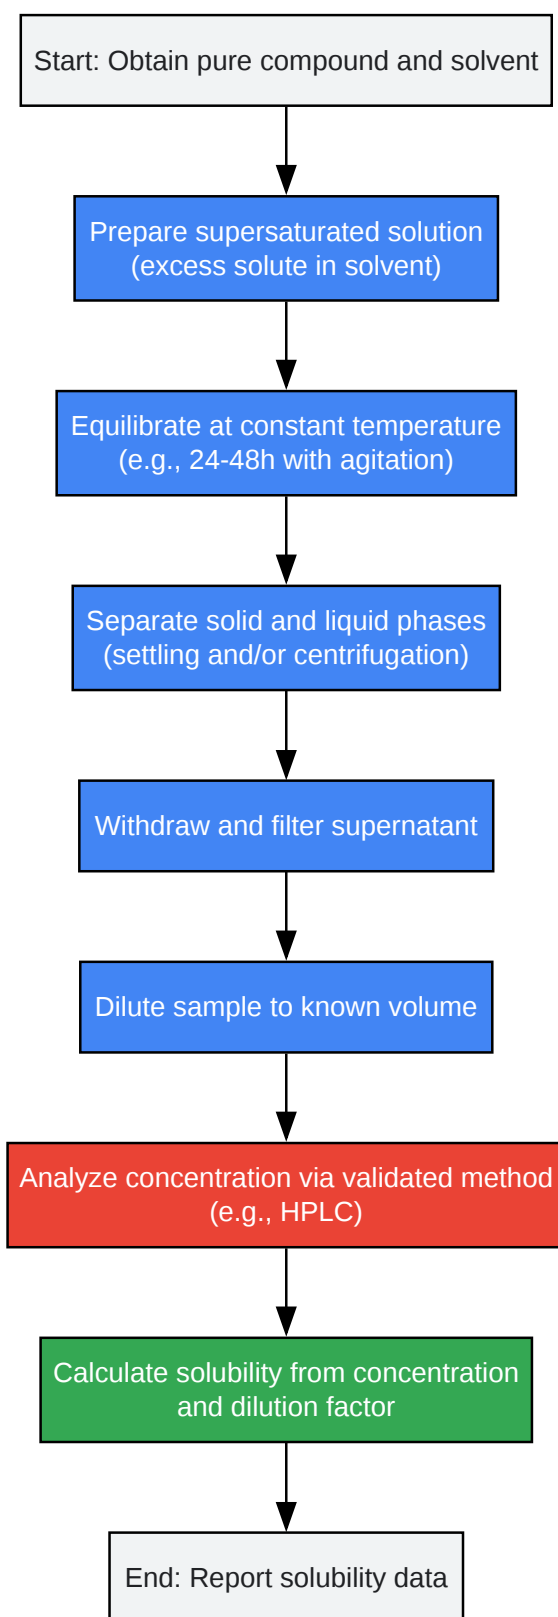 Start: Obtain pure compound and solvent
Prepare supersaturated solution
(excess solute in solvent)
Equilibrate at constant temperature
(e.g., 24-48h with agitation)
Separate solid and liquid phases
(settling and/or centrifugation)
Withdraw and filter supernatant
Dilute sample to known volume
Analyze concentration via validated method
(e.g., HPLC)
Calculate solubility from concentration
and dilution factor
End: Report solubility data